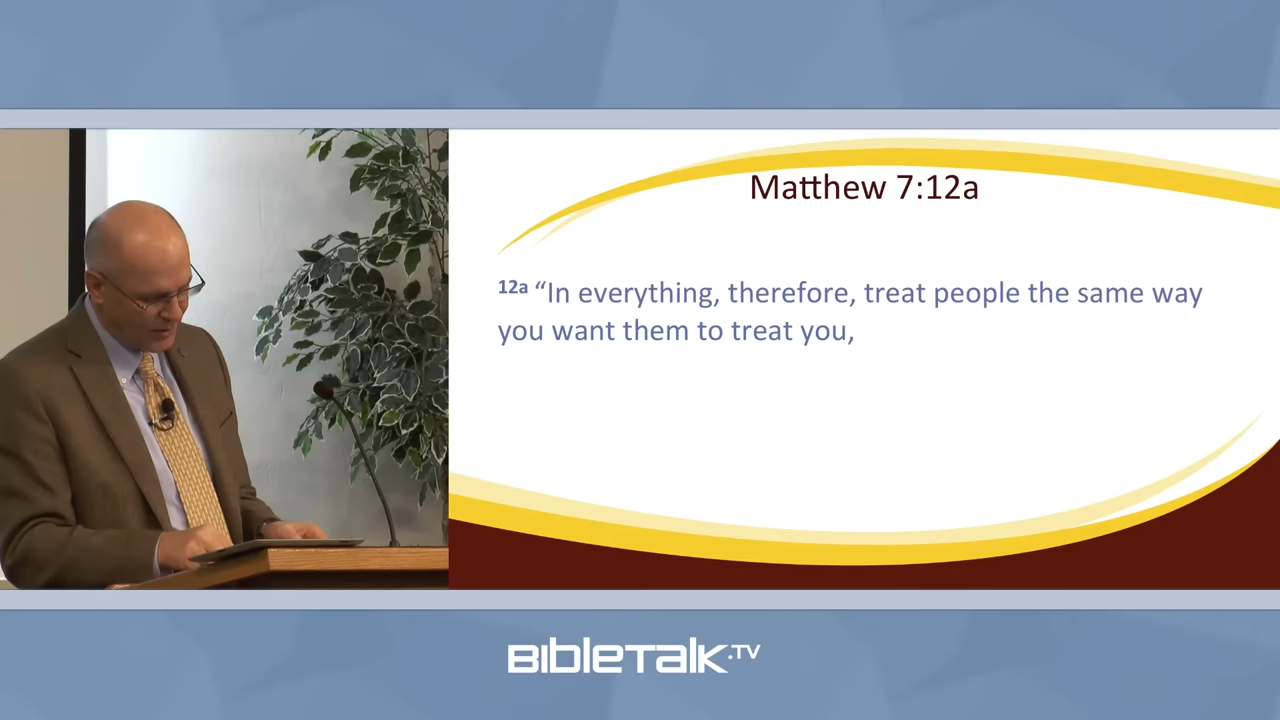 Matthew 7:12a
12a “In everything, therefore, treat people the same way
you want them to treat you,
BIBLETALK.TV